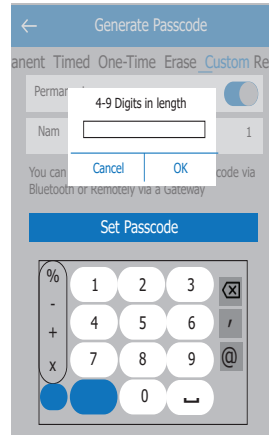 ← Generate Passcode
anent Timed One-Time Erase Custom Re
Perman
4-9 Digits in length
Nam 1
Cancel OK
You can code via
Bluetooth or Remotely via a Gateway
Set Passcode
% 1 2 3
- 4 5 6 ,
+ 7 8 9 @
x 0